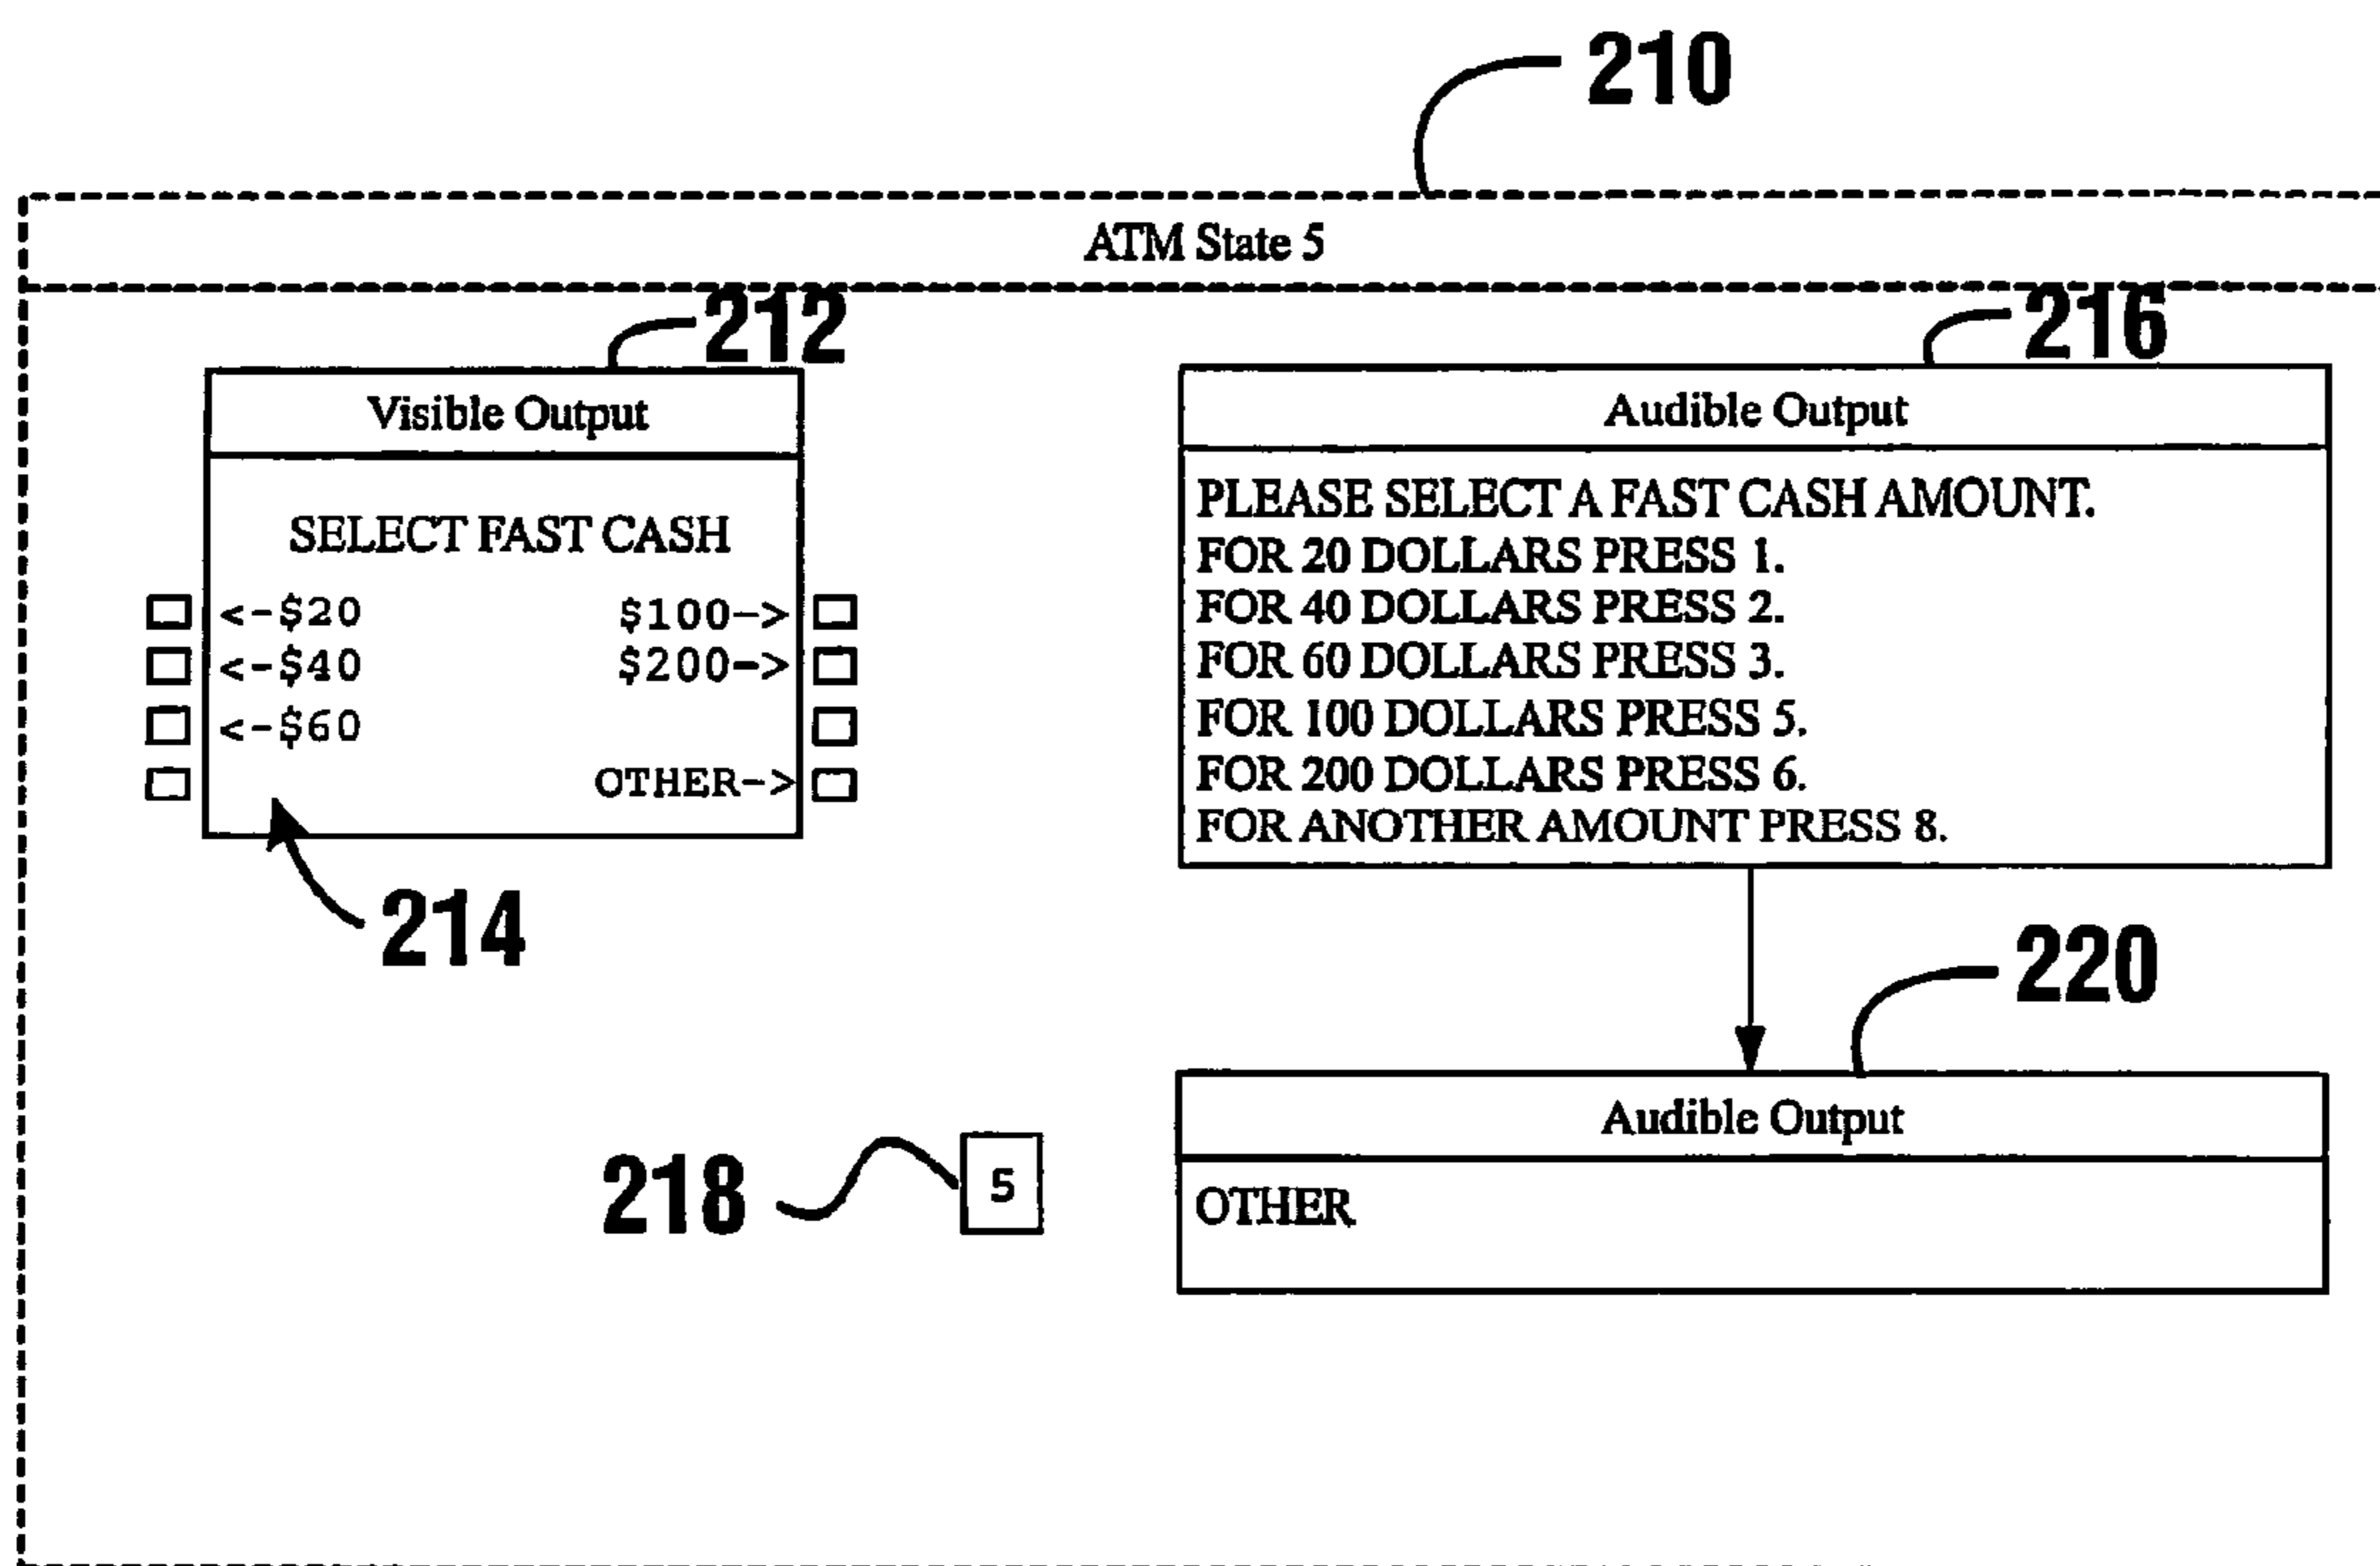 210
ATM State 5
212
216
Visible Output
SELECT FAST CASH
<-$20 $100->
<-$40 $200->
<-$60
OTHER->
214
Audible Output
PLEASE SELECT A FAST CASH AMOUNT.
FOR 20 DOLLARS PRESS 1.
FOR 40 DOLLARS PRESS 2.
FOR 60 DOLLARS PRESS 3.
FOR 100 DOLLARS PRESS 5.
FOR 200 DOLLARS PRESS 6.
FOR ANOTHER AMOUNT PRESS 8.
220
218
5
Audible Output
OTHER